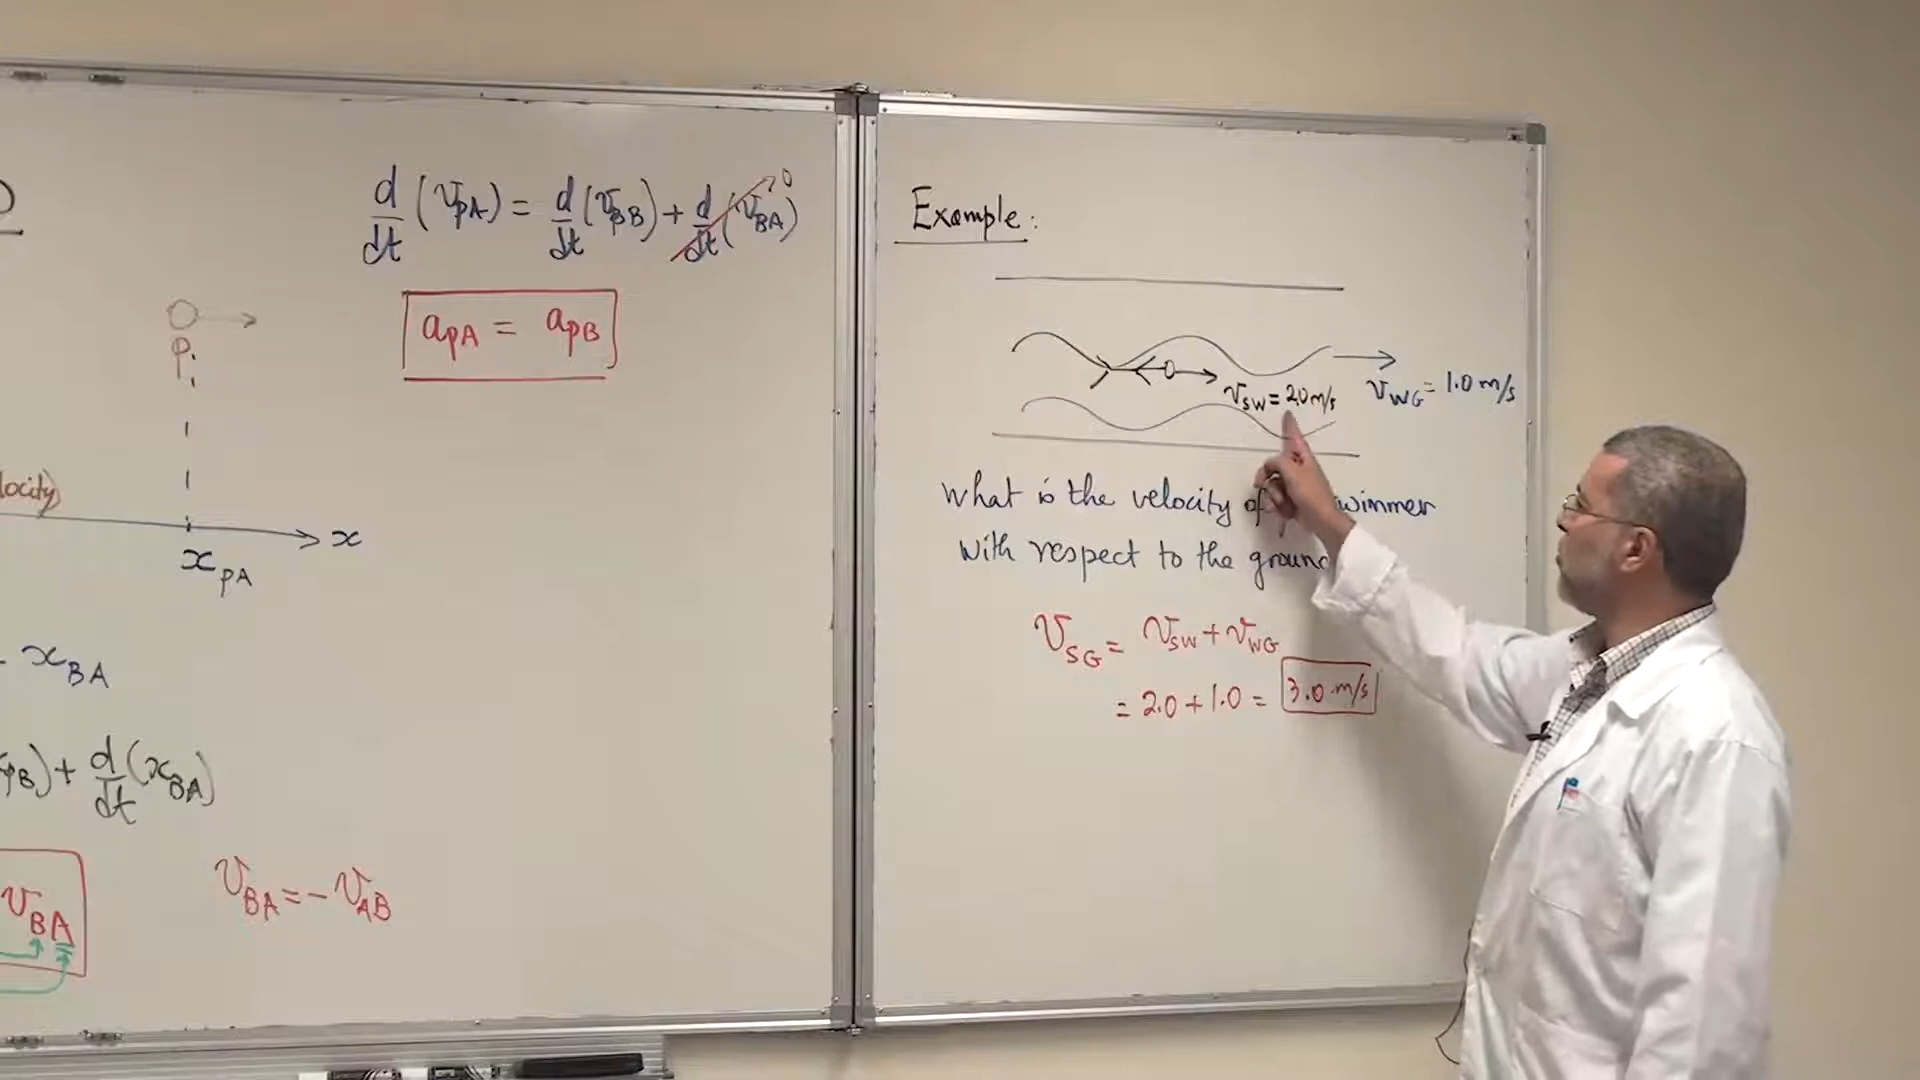 d/dt (v_PA) = d/dt (v_PB) + d/dt (v_BA) 0
a_PA = a_PB
P
x
x_PA
x_BA
+ d/dt (x_BA)
v_BA
v_BA = - v_AB
Example:
v_SW = 2.0 m/s
v_WG = 1.0 m/s
What is the velocity of
with respect to the ground
v_SG = v_SW + v_WG
= 2.0 + 1.0 = 3.0 m/s